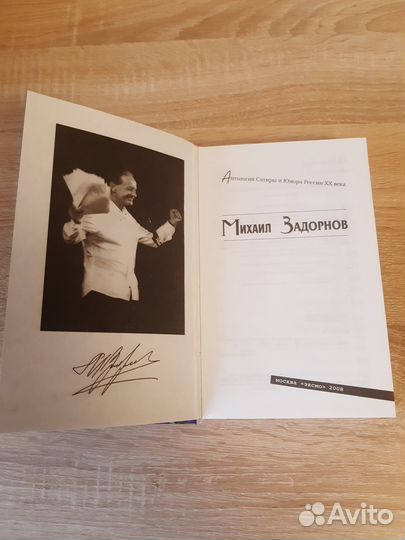 Антология Сатиры и Юмора России XX века
Михаил Задорнов
МОСКВА «ЭКСМО» 2008
Avito